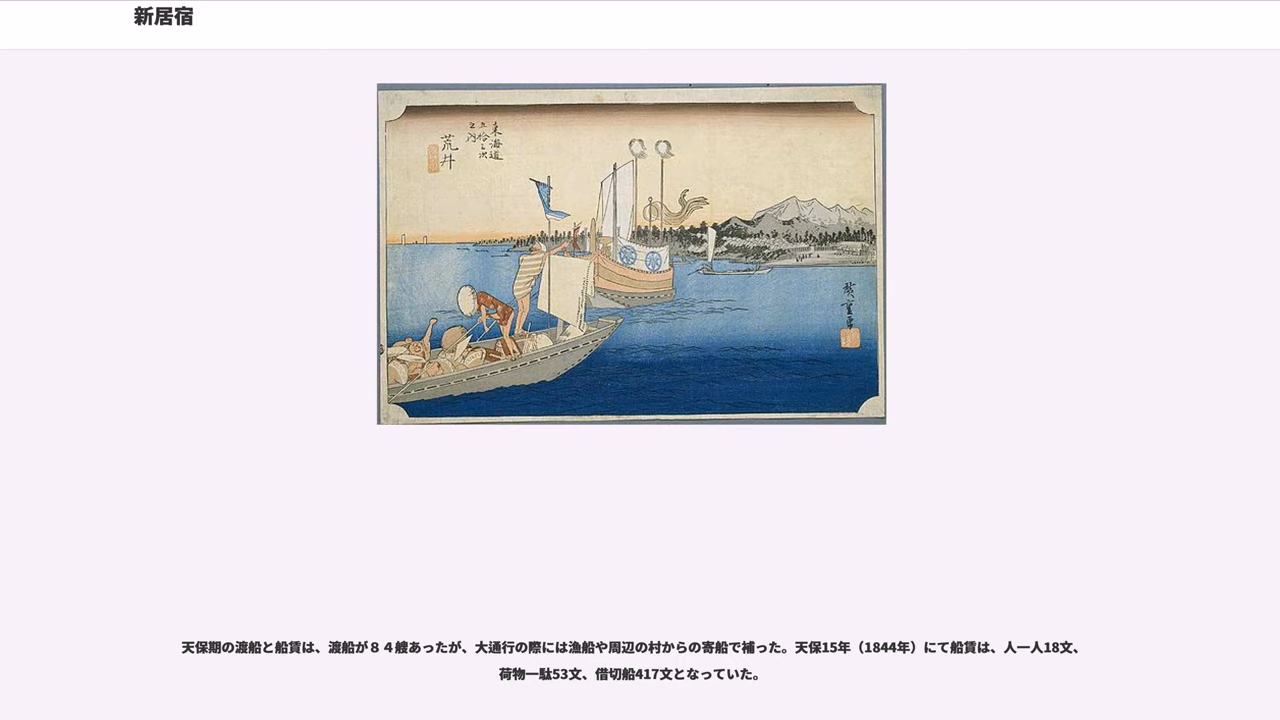 新居宿
東海道
五拾三次
之内
荒井
廣重画
天保期の渡船と船賃は、渡船が８４艘あったが、大通行の際には漁船や周辺の村からの寄船で補った。天保15年（1844年）にて船賃は、人一人18文、
荷物一駄53文、借切船417文となっていた。